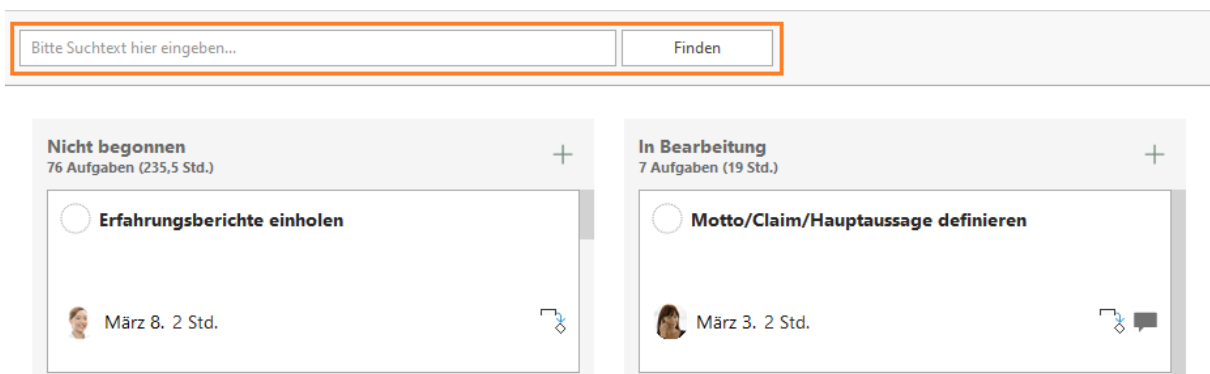 Bitte Suchtext hier eingeben...
Finden
Nicht begonnen
76 Aufgaben (235,5 Std.)
Erfahrungsberichte einholen
März 8. 2 Std.
In Bearbeitung
7 Aufgaben (19 Std.)
Motto/Claim/Hauptaussage definieren
März 3. 2 Std.